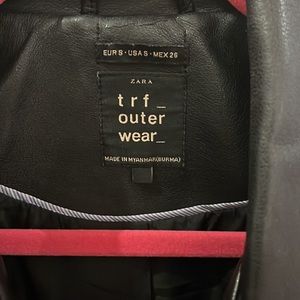 EUR S · USA S · MEX 26
ZARA
trf_
outer
wear_
MADE IN MYANMAR(BURMA)